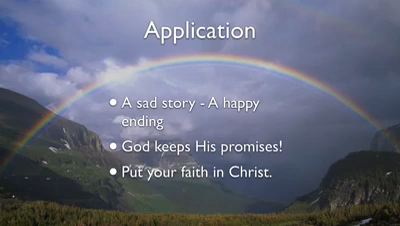 Application
• A sad story - A happy
ending
• God keeps His promises!
• Put your faith in Christ.